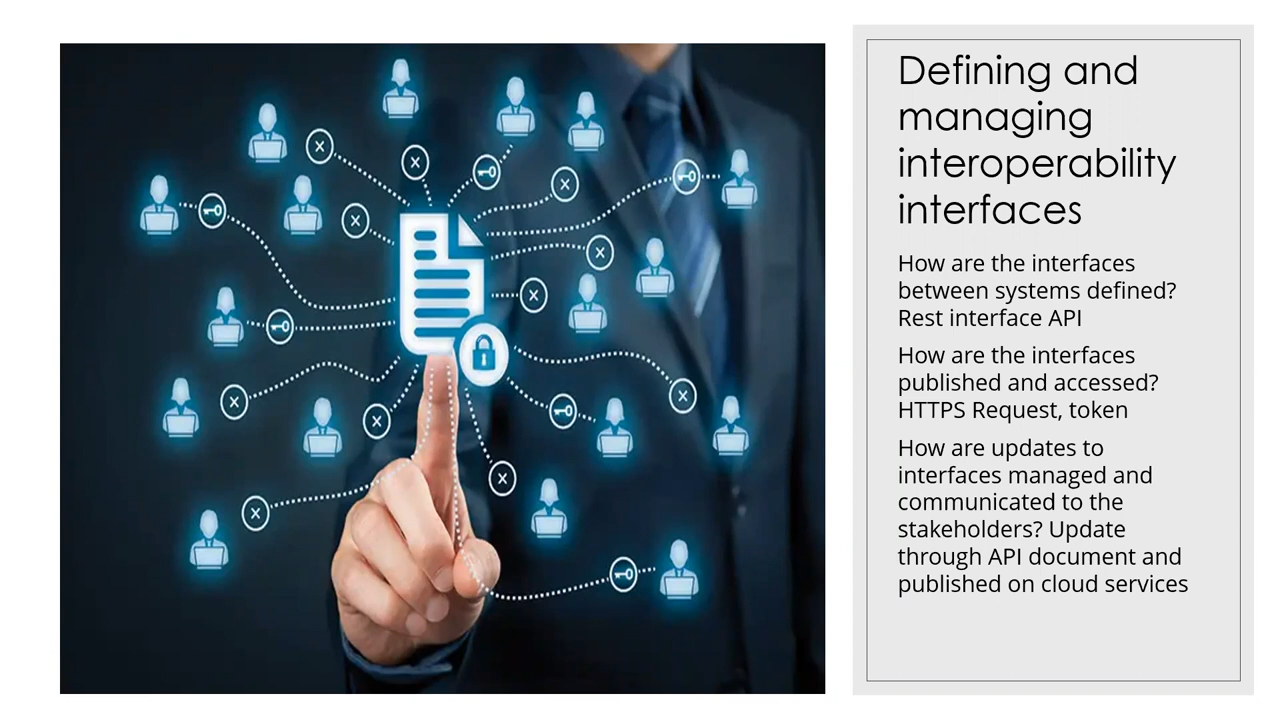 Defining and
managing
interoperability
interfaces
How are the interfaces
between systems defined?
Rest interface API
How are the interfaces
published and accessed?
HTTPS Request, token
How are updates to
interfaces managed and
communicated to the
stakeholders? Update
through API document and
published on cloud services